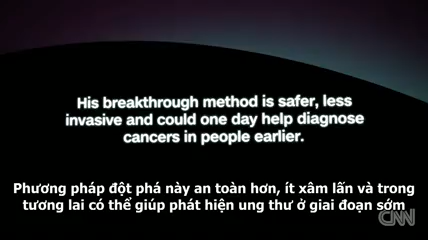 His breakthrough method is safer, less
invasive and could one day help diagnose
cancers in people earlier.
Phương pháp đột phá này an toàn hơn, ít xâm lấn và trong
tương lai có thể giúp phát hiện ung thư ở giai đoạn sớm
CNN